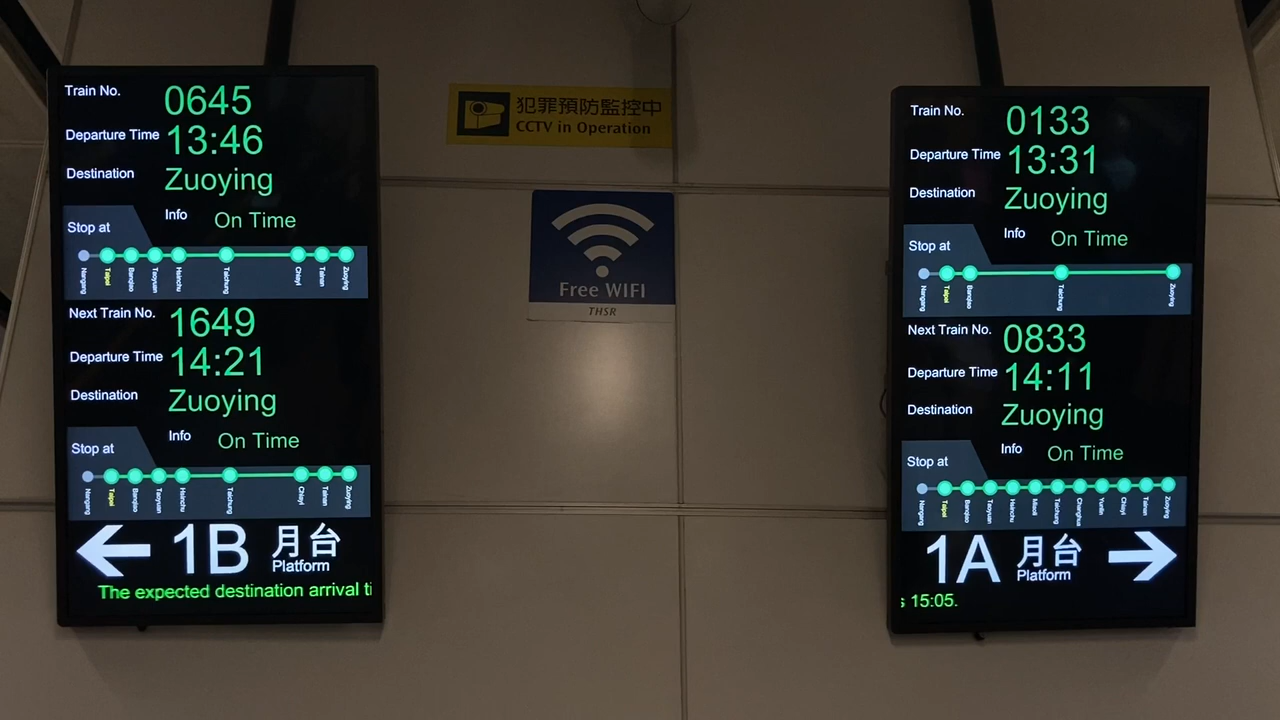 Train No. 0645
Departure Time 13:46
Destination Zuoying
Info On Time
Stop at
Nangang Taipei Banqiao Taoyuan Hsinchu Taichung Chiayi Tainan Zuoying
Next Train No. 1649
Departure Time 14:21
Destination Zuoying
Info On Time
Stop at
Nangang Taipei Banqiao Taoyuan Hsinchu Taichung Chiayi Tainan Zuoying
1B 月台
Platform
The expected destination arrival ti
犯罪預防監控中
CCTV in Operation
Free WIFI
THSR
Train No. 0133
Departure Time 13:31
Destination Zuoying
Info On Time
Stop at
Nangang Taipei Banqiao Taichung Zuoying
Next Train No. 0833
Departure Time 14:11
Destination Zuoying
Info On Time
Stop at
Nangang Taipei Banqiao Taoyuan Hsinchu Miaoli Taichung Changhua Yunlin Chiayi Tainan Zuoying
1A 月台
Platform
s 15:05.